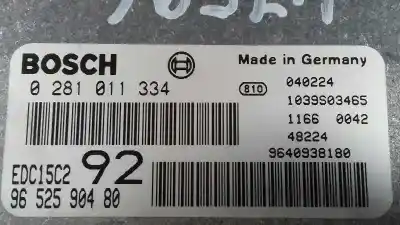 BOSCH
Made in Germany
0 281 011 334
810
040224
1039S03465
1166 0042
48224
9640938180
EDC15C2
92
96 525 904 80